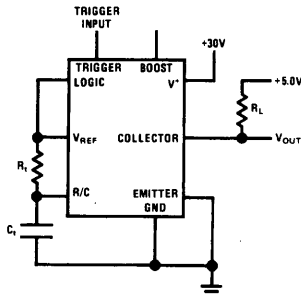 TRIGGER
INPUT
+30V
TRIGGER BOOST
LOGIC
V+
+5.0V
RL
VREF
COLLECTOR
VOUT
Rt
R/C
EMITTER
GND
Ct